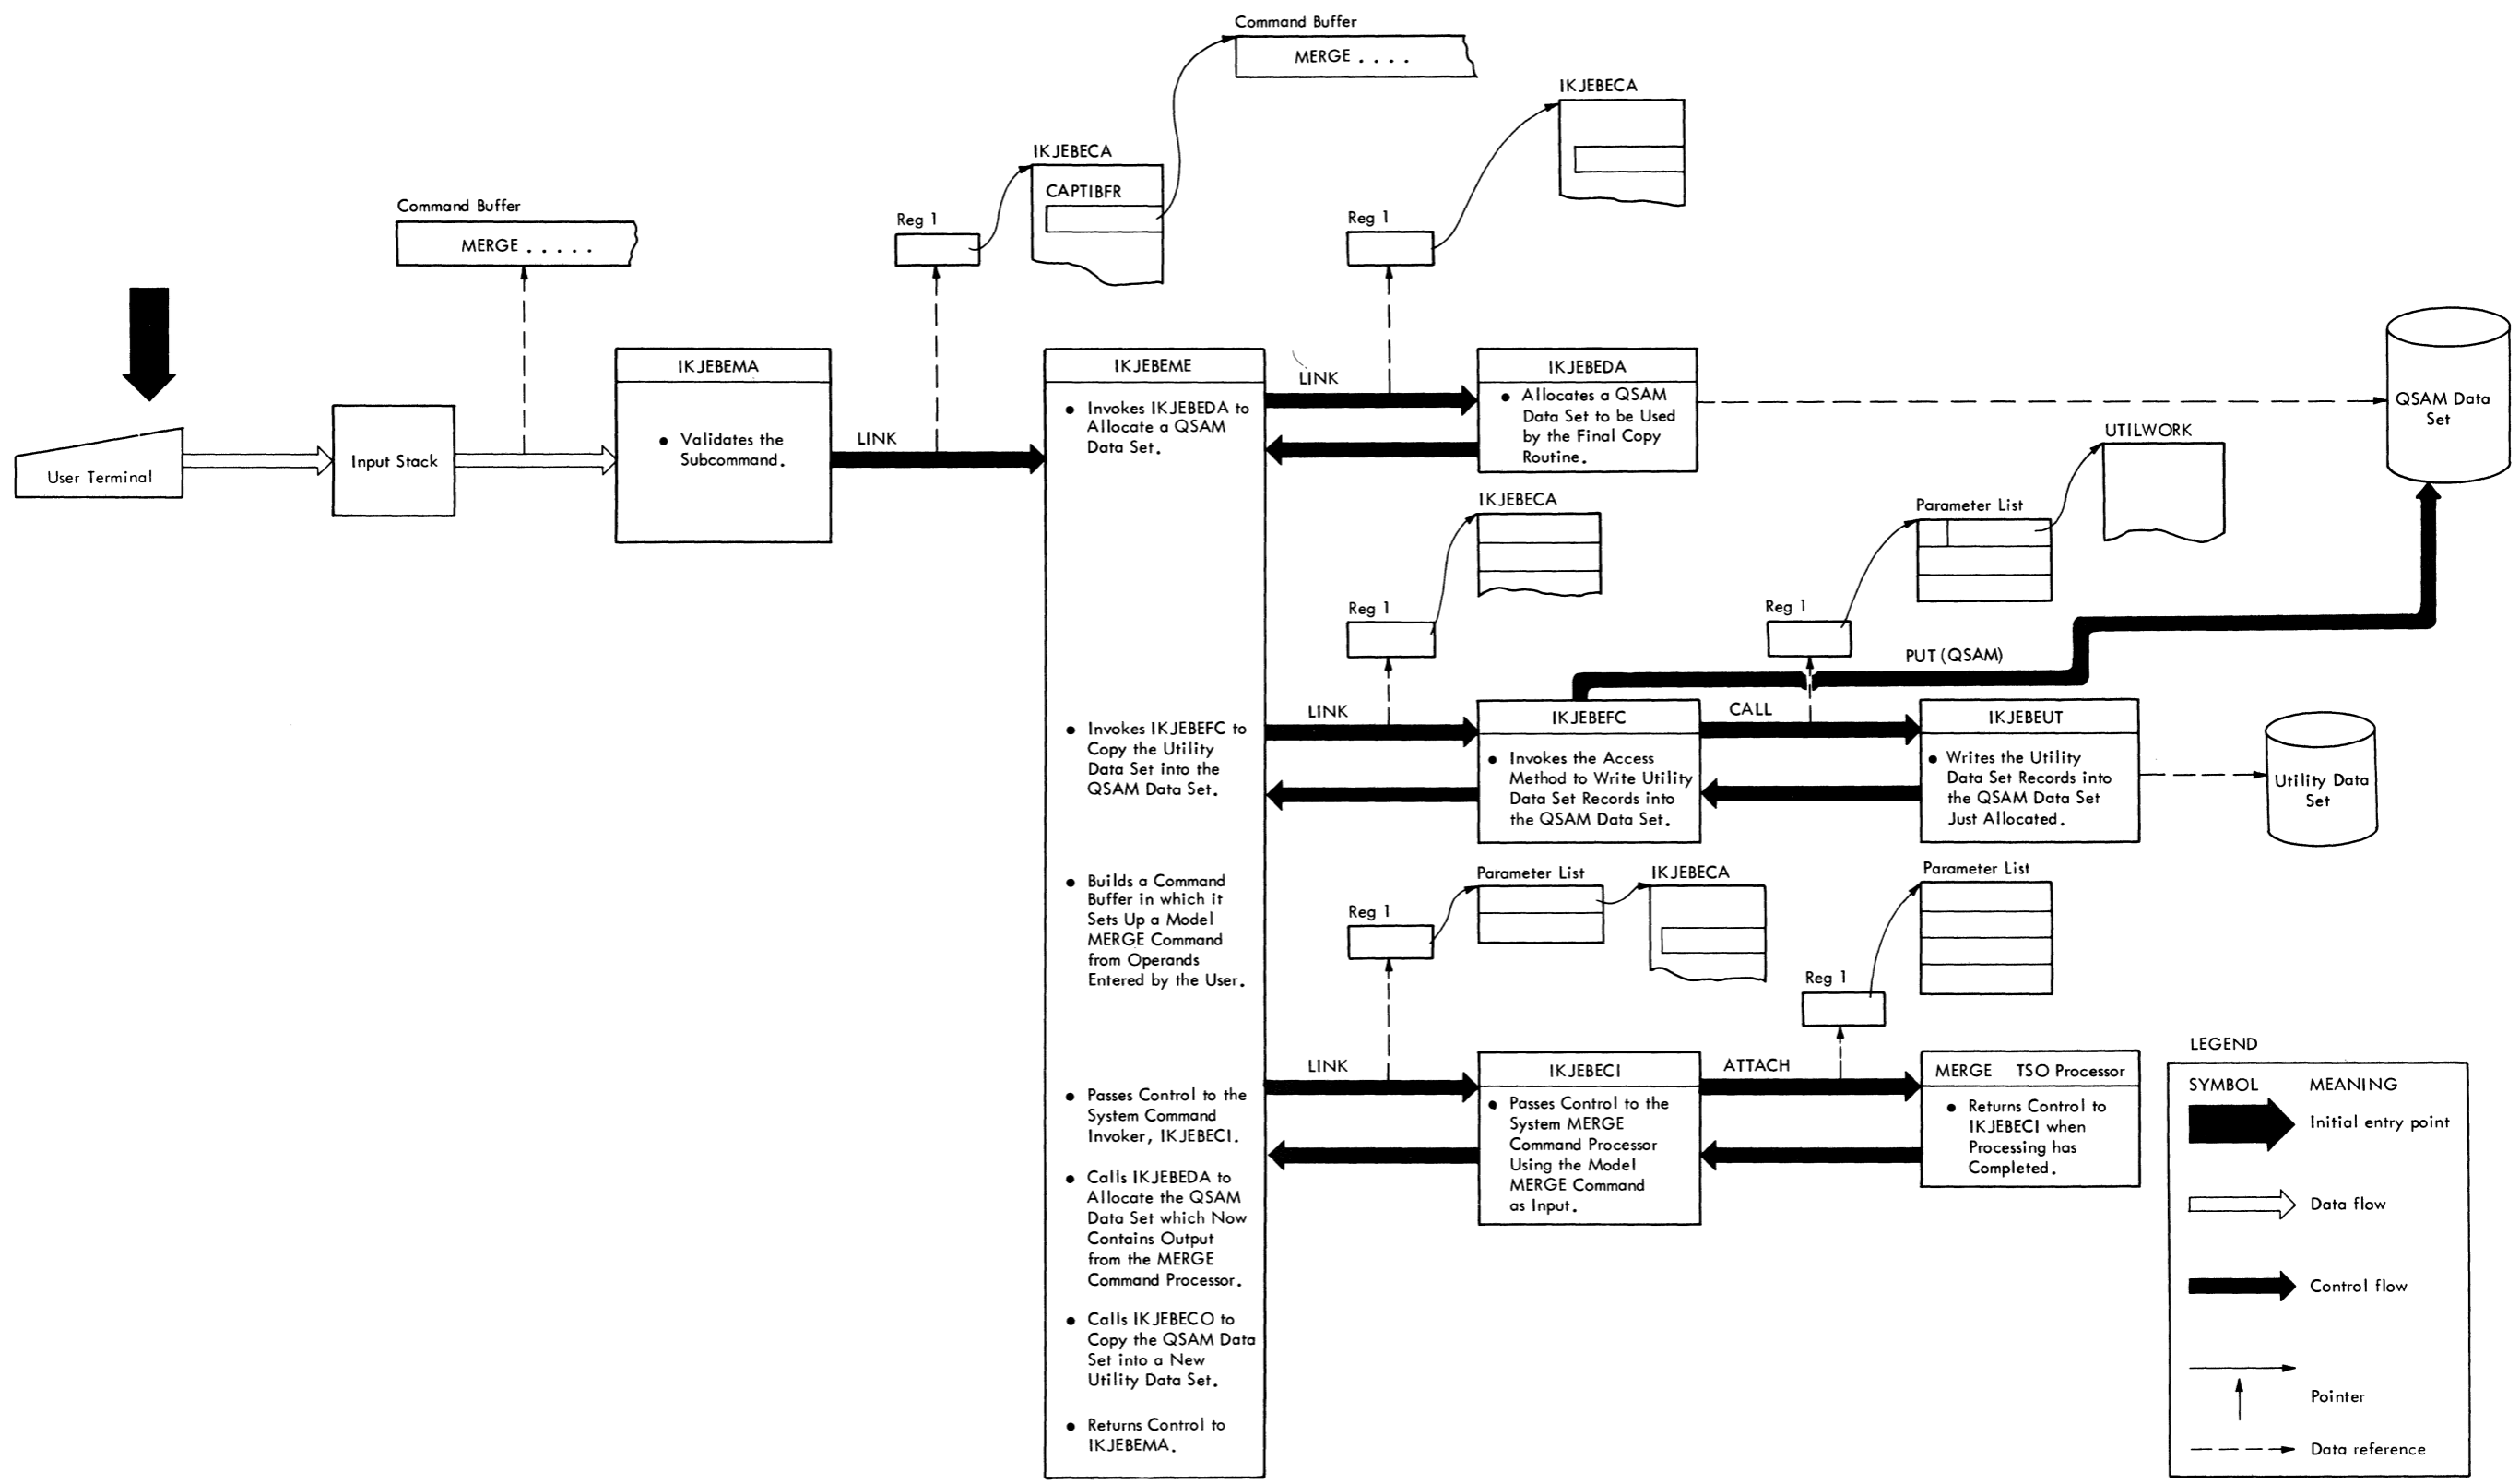 Command Buffer
MERGE . . . .
IKJEBECA
IKJEBECA
CAPTIBFR
Command Buffer
MERGE . . . . .
Reg 1
Reg 1
User Terminal
Input Stack
IKJEBEMA
• Validates the
Subcommand.
LINK
IKJEBEME
• Invokes IKJEBEDA to
Allocate a QSAM
Data Set.
• Invokes IKJEBEFC to
Copy the Utility
Data Set into the
QSAM Data Set.
• Builds a Command
Buffer in which it
Sets Up a Model
MERGE Command
from Operands
Entered by the User.
• Passes Control to the
System Command
Invoker, IKJEBECI.
• Calls IKJEBEDA to
Allocate the QSAM
Data Set which Now
Contains Output
from the MERGE
Command Processor.
• Calls IKJEBECO to
Copy the QSAM Data
Set into a New
Utility Data Set.
• Returns Control to
IKJEBEMA.
LINK
IKJEBEDA
• Allocates a QSAM
Data Set to be Used
by the Final Copy
Routine.
QSAM Data
Set
UTILWORK
IKJEBECA
Parameter List
Reg 1
Reg 1
PUT (QSAM)
LINK
IKJEBEFC
• Invokes the Access
Method to Write Utility
Data Set Records into
the QSAM Data Set.
CALL
IKJEBEUT
• Writes the Utility
Data Set Records into
the QSAM Data Set
Just Allocated.
Utility Data
Set
Parameter List
IKJEBECA
Parameter List
Reg 1
Reg 1
LINK
IKJEBECI
• Passes Control to the
System MERGE
Command Processor
Using the Model
MERGE Command
as Input.
ATTACH
MERGE TSO Processor
• Returns Control to
IKJEBECI when
Processing has
Completed.
LEGEND
SYMBOL MEANING
Initial entry point
Data flow
Control flow
Pointer
Data reference